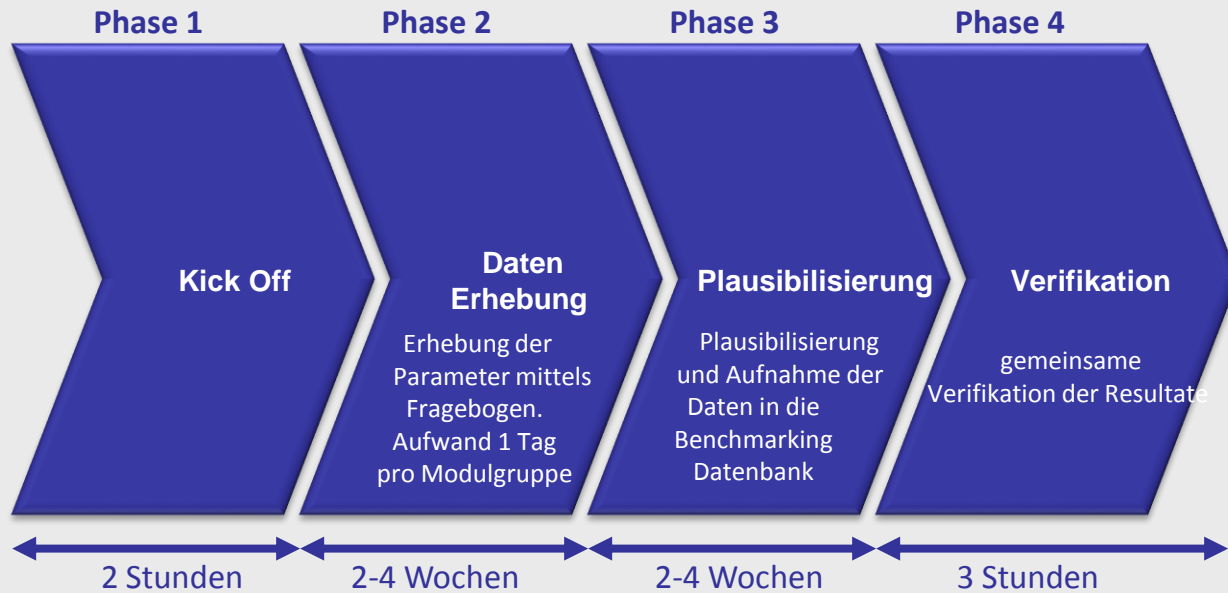 Phase 1
Phase 2
Phase 3
Phase 4
Kick Off
Daten
Erhebung
Erhebung der
Parameter mittels
Fragebogen.
Aufwand 1 Tag
pro Modulgruppe
Plausibilisierung
Plausibilisierung
und Aufnahme der
Daten in die
Benchmarking
Datenbank
Verifikation
gemeinsame
Verifikation der Resultate
2 Stunden
2-4 Wochen
2-4 Wochen
3 Stunden